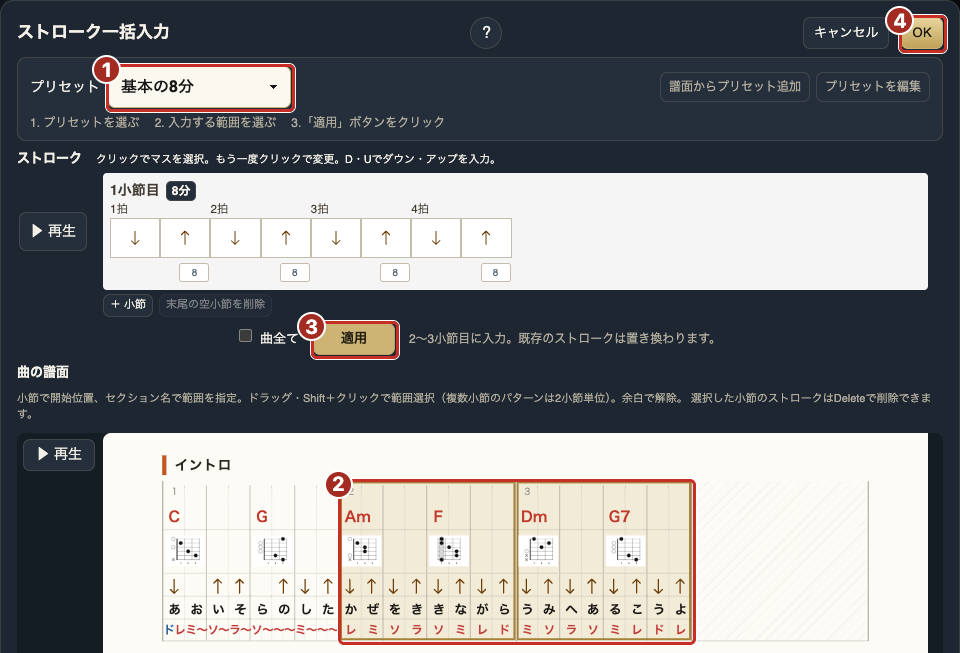 ストローク一括入力
?
キャンセル
4
OK
1
プリセット
基本の8分
譜面からプリセット追加
プリセットを編集
1. プリセットを選ぶ 2. 入力する範囲を選ぶ 3.「適用」ボタンをクリック
ストローク クリックでマスを選択。もう一度クリックで変更。D・Uでダウン・アップを入力。
▶ 再生
1小節目 8分
1拍 2拍 3拍 4拍
↓ ↑ ↓ ↑ ↓ ↑ ↓ ↑
8 8 8 8
+ 小節 末尾の空小節を削除
3
曲全て 適用 2〜3小節目に入力。既存のストロークは置き換わります。
曲の譜面
小節で開始位置、セクション名で範囲を指定。ドラッグ・Shift＋クリックで範囲選択（複数小節のパターンは2小節単位）。余白で解除。 選択した小節のストロークはDeleteで削除できま
す。
▶ 再生
イントロ
2
1 3
C G Am F Dm G7
↓ ↑ ↑ ↑ ↓ ↑ ↓ ↑ ↓ ↑ ↓ ↑ ↓ ↑ ↓ ↑ ↓ ↑ ↓ ↑ ↓ ↑
あ お い そ ら の し た か ぜ を き き な が ら う み へ あ る こ う よ
ドレミ〜ソ〜ラ〜ソ〜〜〜ミ〜〜〜 レ ミ ソ ラ ソ ミ レ ド ミ ソ ラ ソ ミ レ ド レ